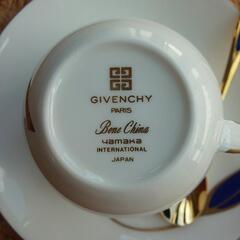 GIVENCHY
PARIS
Bone China
yamaka
INTERNATIONAL
JAPAN